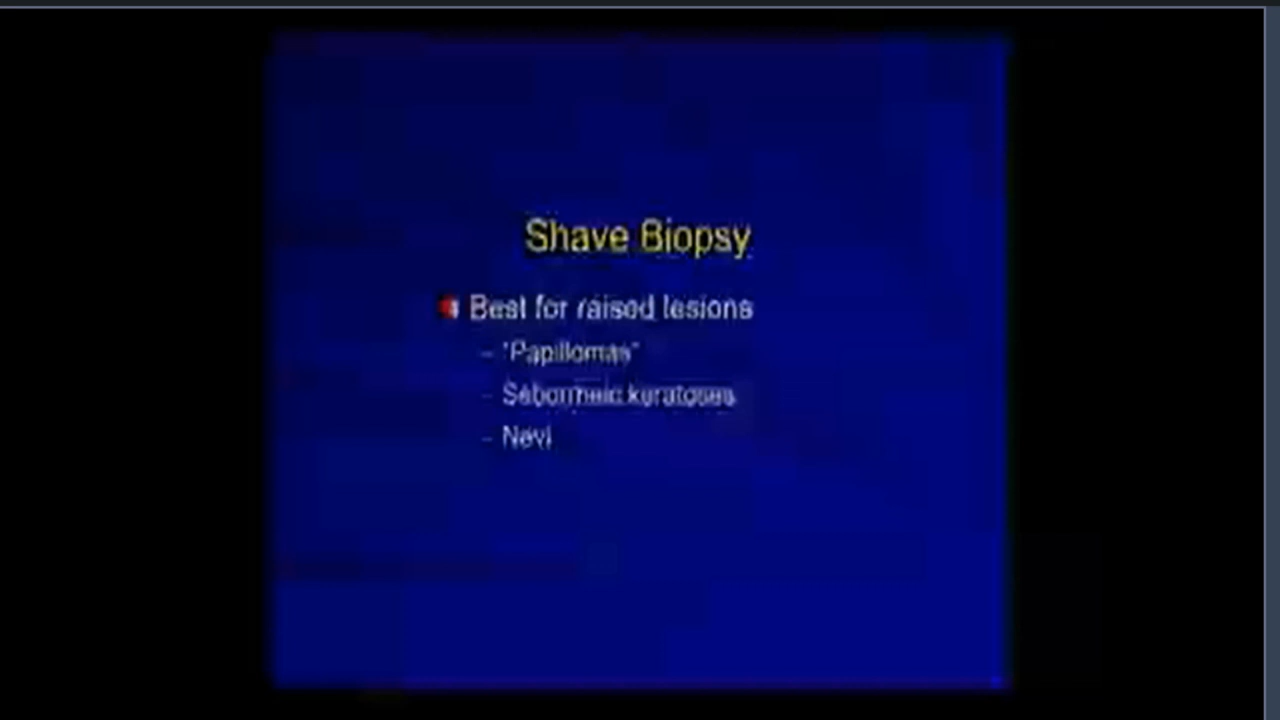 Shave Biopsy
Best for raised lesions
– "Papillomas"
– Seborrheic keratoses
– Nevi